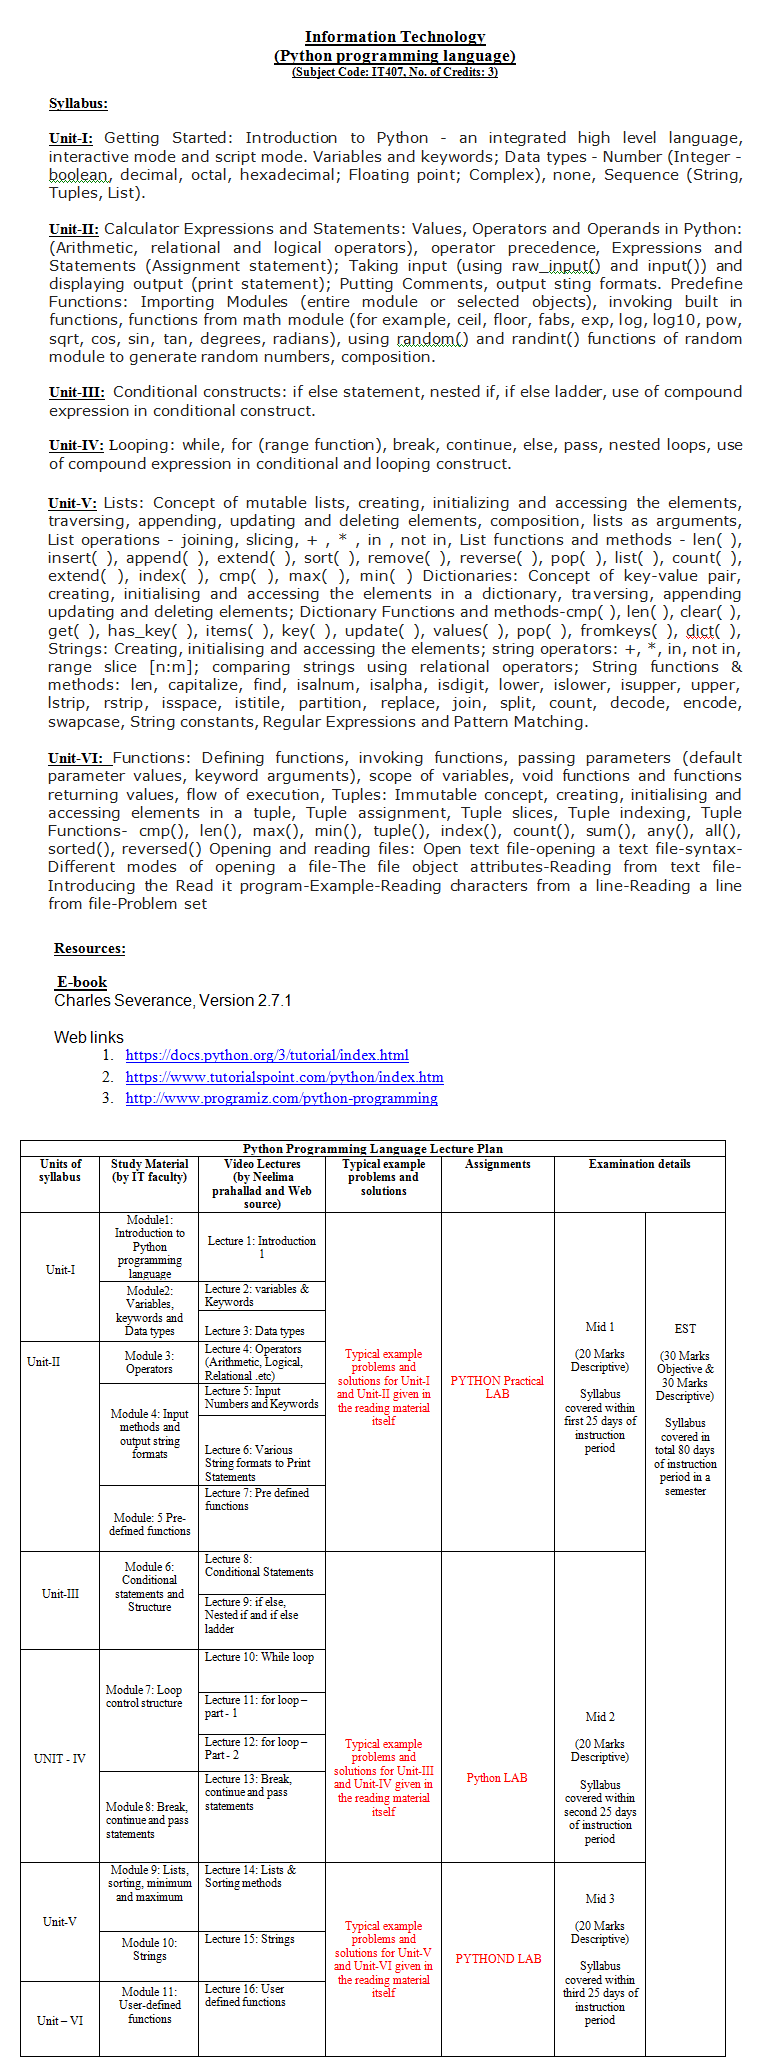 Information Technology
(Python programming language)
(Subject Code: IT407, No. of Credits: 3)
Syllabus:
Unit-I: Getting Started: Introduction to Python - an integrated high level language,
interactive mode and script mode. Variables and keywords; Data types - Number (Integer -
boolean, decimal, octal, hexadecimal; Floating point; Complex), none, Sequence (String,
Tuples, List).
Unit-II: Calculator Expressions and Statements: Values, Operators and Operands in Python:
(Arithmetic, relational and logical operators), operator precedence, Expressions and
Statements (Assignment statement); Taking input (using raw_input() and input()) and
displaying output (print statement); Putting Comments, output sting formats. Predefine
Functions: Importing Modules (entire module or selected objects), invoking built in
functions, functions from math module (for example, ceil, floor, fabs, exp, log, log10, pow,
sqrt, cos, sin, tan, degrees, radians), using random() and randint() functions of random
module to generate random numbers, composition.
Unit-III: Conditional constructs: if else statement, nested if, if else ladder, use of compound
expression in conditional construct.
Unit-IV: Looping: while, for (range function), break, continue, else, pass, nested loops, use
of compound expression in conditional and looping construct.
Unit-V: Lists: Concept of mutable lists, creating, initializing and accessing the elements,
traversing, appending, updating and deleting elements, composition, lists as arguments,
List operations - joining, slicing, + , * , in , not in, List functions and methods - len( ),
insert( ), append( ), extend( ), sort( ), remove( ), reverse( ), pop( ), list( ), count( ),
extend( ), index( ), cmp( ), max( ), min( ) Dictionaries: Concept of key-value pair,
creating, initialising and accessing the elements in a dictionary, traversing, appending
updating and deleting elements; Dictionary Functions and methods-cmp( ), len( ), clear( ),
get( ), has_key( ), items( ), key( ), update( ), values( ), pop( ), fromkeys( ), dict( ),
Strings: Creating, initialising and accessing the elements; string operators: +, *, in, not in,
range slice [n:m]; comparing strings using relational operators; String functions &
methods: len, capitalize, find, isalnum, isalpha, isdigit, lower, islower, isupper, upper,
lstrip, rstrip, isspace, istitile, partition, replace, join, split, count, decode, encode,
swapcase, String constants, Regular Expressions and Pattern Matching.
Unit-VI: Functions: Defining functions, invoking functions, passing parameters (default
parameter values, keyword arguments), scope of variables, void functions and functions
returning values, flow of execution, Tuples: Immutable concept, creating, initialising and
accessing elements in a tuple, Tuple assignment, Tuple slices, Tuple indexing, Tuple
Functions- cmp(), len(), max(), min(), tuple(), index(), count(), sum(), any(), all(),
sorted(), reversed() Opening and reading files: Open text file-opening a text file-syntax-
Different modes of opening a file-The file object attributes-Reading from text file-
Introducing the Read it program-Example-Reading characters from a line-Reading a line
from file-Problem set
Resources:
E-book
Charles Severance, Version 2.7.1
Web links
1. https://docs.python.org/3/tutorial/index.html
2. https://www.tutorialspoint.com/python/index.htm
3. http://www.programiz.com/python-programming
Python Programming Language Lecture Plan
Units of
syllabus
Study Material
(by IT faculty)
Video Lectures
(by Neelima
prahallad and Web
source)
Typical example
problems and
solutions
Assignments
Examination details
Unit-I
Module1:
Introduction to
Python
programming
language
Lecture 1: Introduction
1
Module2:
Variables,
keywords and
Data types
Lecture 2: variables &
Keywords
Lecture 3: Data types
Unit-II
Module 3:
Operators
Lecture 4: Operators
(Arithmetic, Logical,
Relational .etc)
Module 4: Input
methods and
output string
formats
Lecture 5: Input
Numbers and Keywords
Lecture 6: Various
String formats to Print
Statements
Module: 5 Pre-
defined functions
Lecture 7: Pre defined
functions
Typical example
problems and
solutions for Unit-I
and Unit-II given in
the reading material
itself
PYTHON Practical
LAB
Mid 1
(20 Marks
Descriptive)
Syllabus
covered within
first 25 days of
instruction
period
EST
(30 Marks
Objective &
30 Marks
Descriptive)
Syllabus
covered in
total 80 days
of instruction
period in a
semester
Unit-III
Module 6:
Conditional
statements and
Structure
Lecture 8:
Conditional Statements
Lecture 9: if else,
Nested if and if else
ladder
UNIT - IV
Module 7: Loop
control structure
Lecture 10: While loop
Lecture 11: for loop–
part- 1
Lecture 12: for loop–
Part- 2
Module 8: Break,
continue and pass
statements
Lecture 13: Break,
continue and pass
statements
Typical example
problems and
solutions for Unit-III
and Unit-IV given in
the reading material
itself
Python LAB
Mid 2
(20 Marks
Descriptive)
Syllabus
covered within
second 25 days
of instruction
period
Unit-V
Module 9: Lists,
sorting, minimum
and maximum
Lecture 14: Lists &
Sorting methods
Module 10:
Strings
Lecture 15: Strings
Unit – VI
Module 11:
User-defined
functions
Lecture 16: User
defined functions
Typical example
problems and
solutions for Unit-V
and Unit-VI given in
the reading material
itself
PYTHOND LAB
Mid 3
(20 Marks
Descriptive)
Syllabus
covered within
third 25 days of
instruction
period